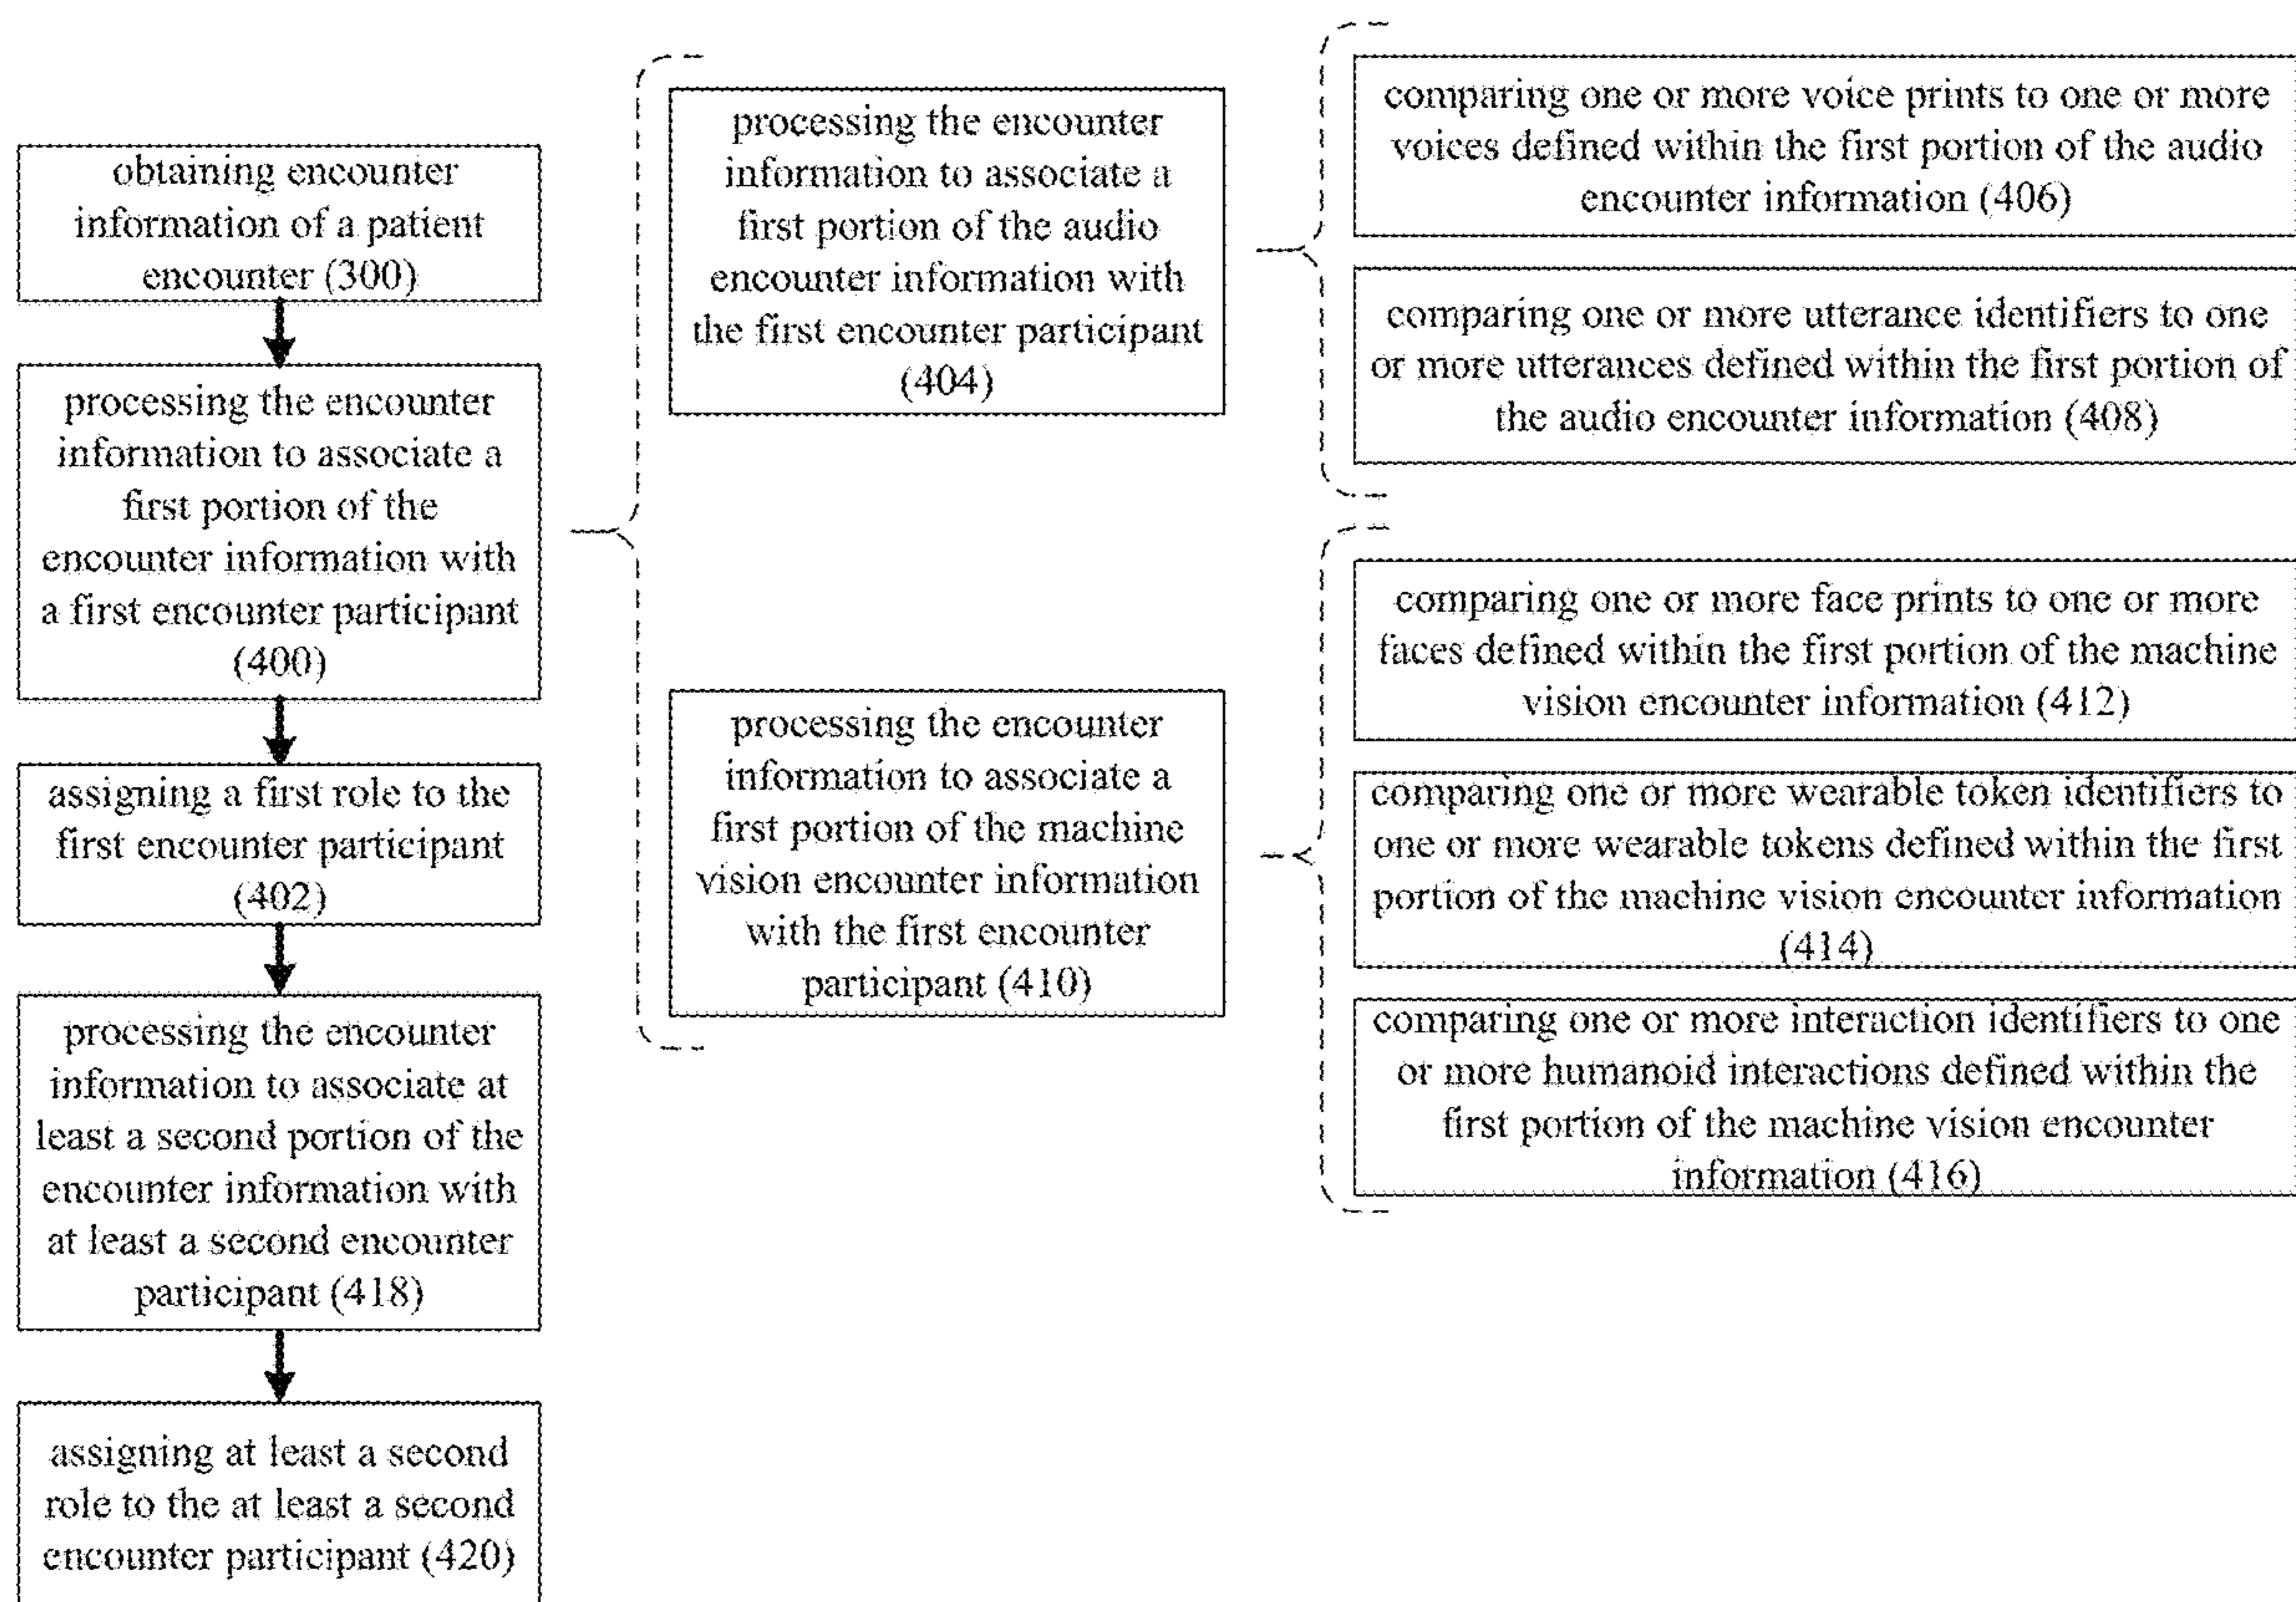 obtaining encounter
information of a patient
encounter (300)
processing the encounter
information to associate a
first portion of the
encounter information with
a first encounter participant
(400)
assigning a first role to the
first encounter participant
(402)
processing the encounter
information to associate at
least a second portion of the
encounter information with
at least a second encounter
participant (418)
assigning at least a second
role to the at least a second
encounter participant (420)
processing the encounter
information to associate a
first portion of the audio
encounter information with
the first encounter participant
(404)
processing the encounter
information to associate a
first portion of the machine
vision encounter information
with the first encounter
participant (410)
comparing one or more voice prints to one or more
voices defined within the first portion of the audio
encounter information (406)
comparing one or more utterance identifiers to one
or more utterances defined within the first portion of
the audio encounter information (408)
comparing one or more face prints to one or more
faces defined within the first portion of the machine
vision encounter information (412)
comparing one or more wearable token identifiers to
one or more wearable tokens defined within the first
portion of the machine vision encounter information
(414)
comparing one or more interaction identifiers to one
or more humanoid interactions defined within the
first portion of the machine vision encounter
information (416)